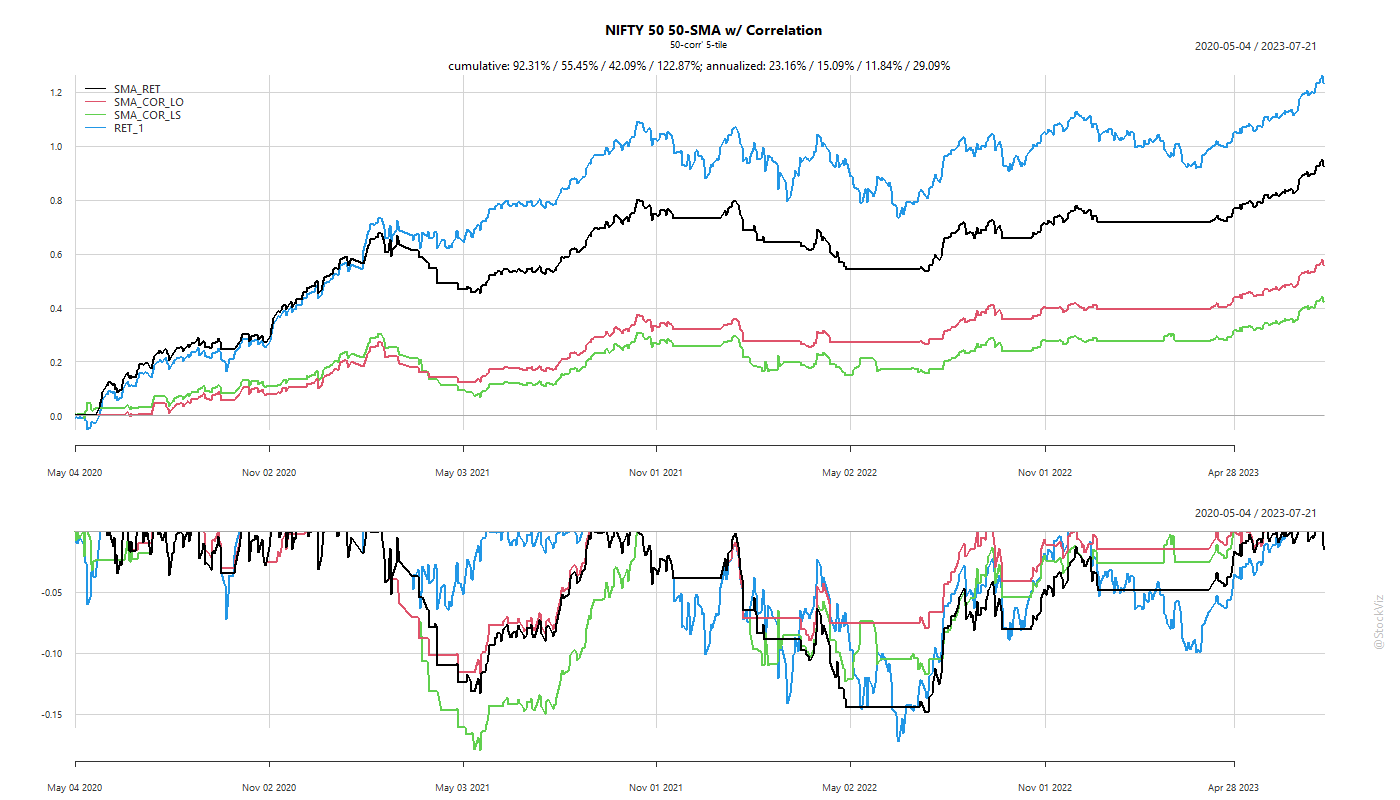 NIFTY 50 50-SMA w/ Correlation
50-corr' 5-tile
2020-05-04 / 2023-07-21
cumulative: 92.31% / 55.45% / 42.09% / 122.87%; annualized: 23.16% / 15.09% / 11.84% / 29.09%
SMA_RET
SMA_COR_LO
SMA_COR_LS
RET_1
1.2
1.0
0.8
0.6
0.4
0.2
0.0
May 04 2020 Nov 02 2020 May 03 2021 Nov 01 2021 May 02 2022 Nov 01 2022 Apr 28 2023
2020-05-04 / 2023-07-21
-0.05
-0.10
-0.15
May 04 2020 Nov 02 2020 May 03 2021 Nov 01 2021 May 02 2022 Nov 01 2022 Apr 28 2023
@StockViz